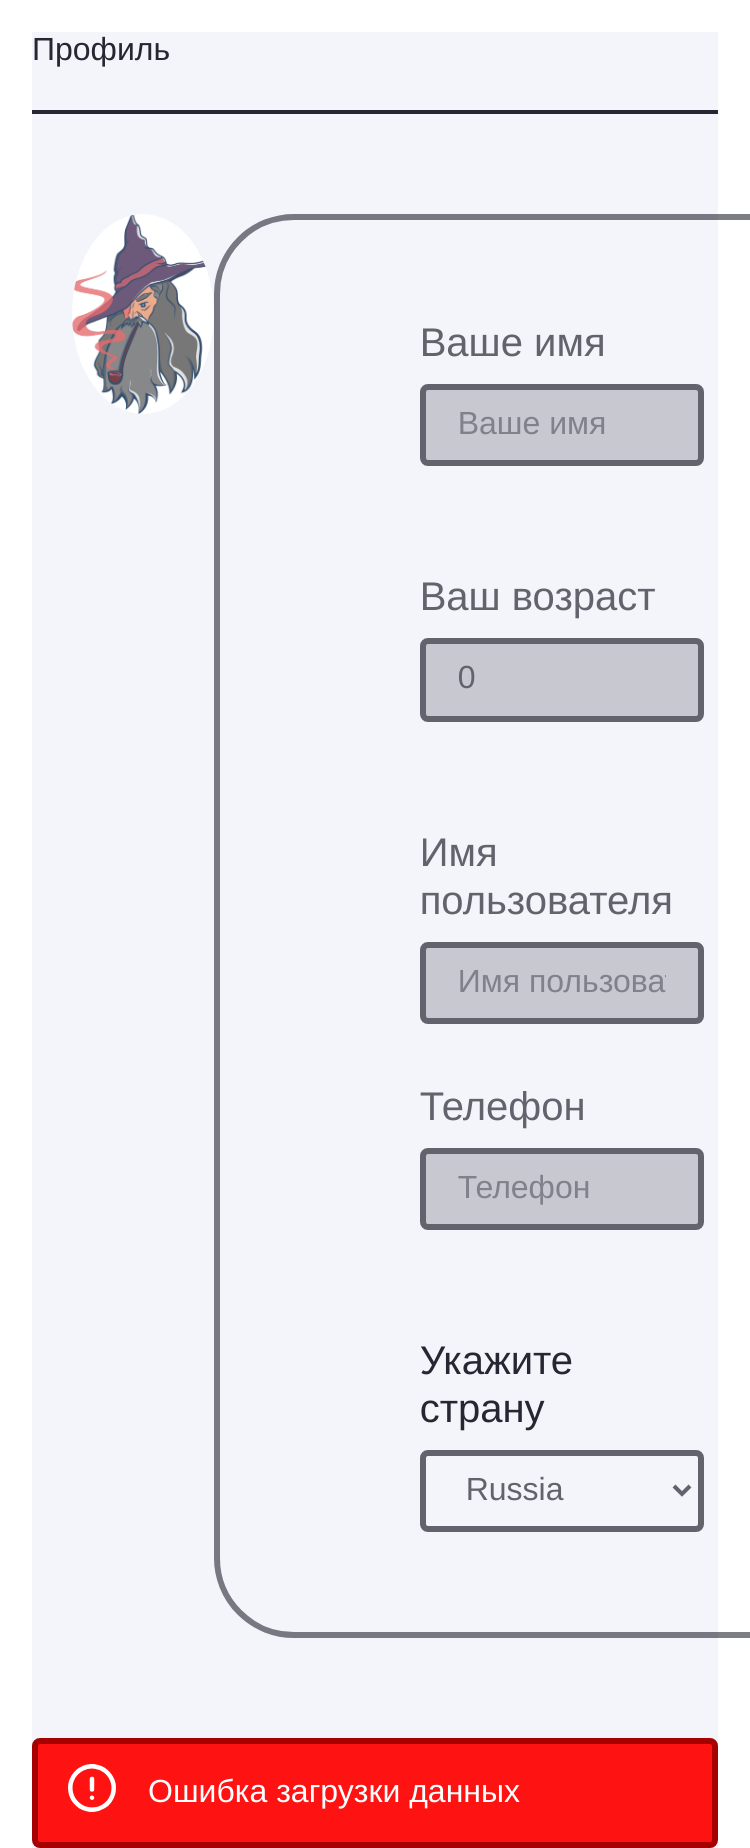 Профиль
Ваше имя
Ваше имя
Ваш возраст
0
Имя
пользователя
Имя пользова
Телефон
Телефон
Укажите
страну
Russia
Ошибка загрузки данных